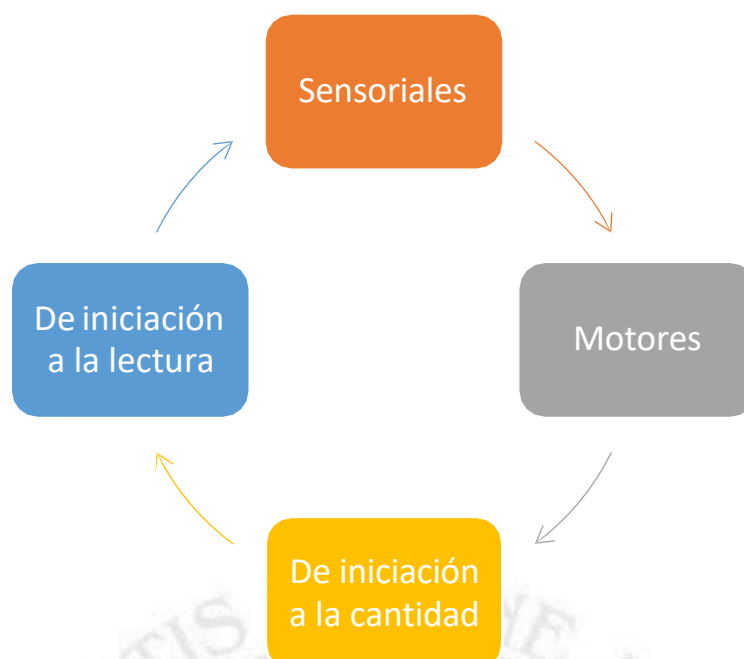 Sensoriales
De iniciación
a la lectura
Motores
De iniciación
a la cantidad